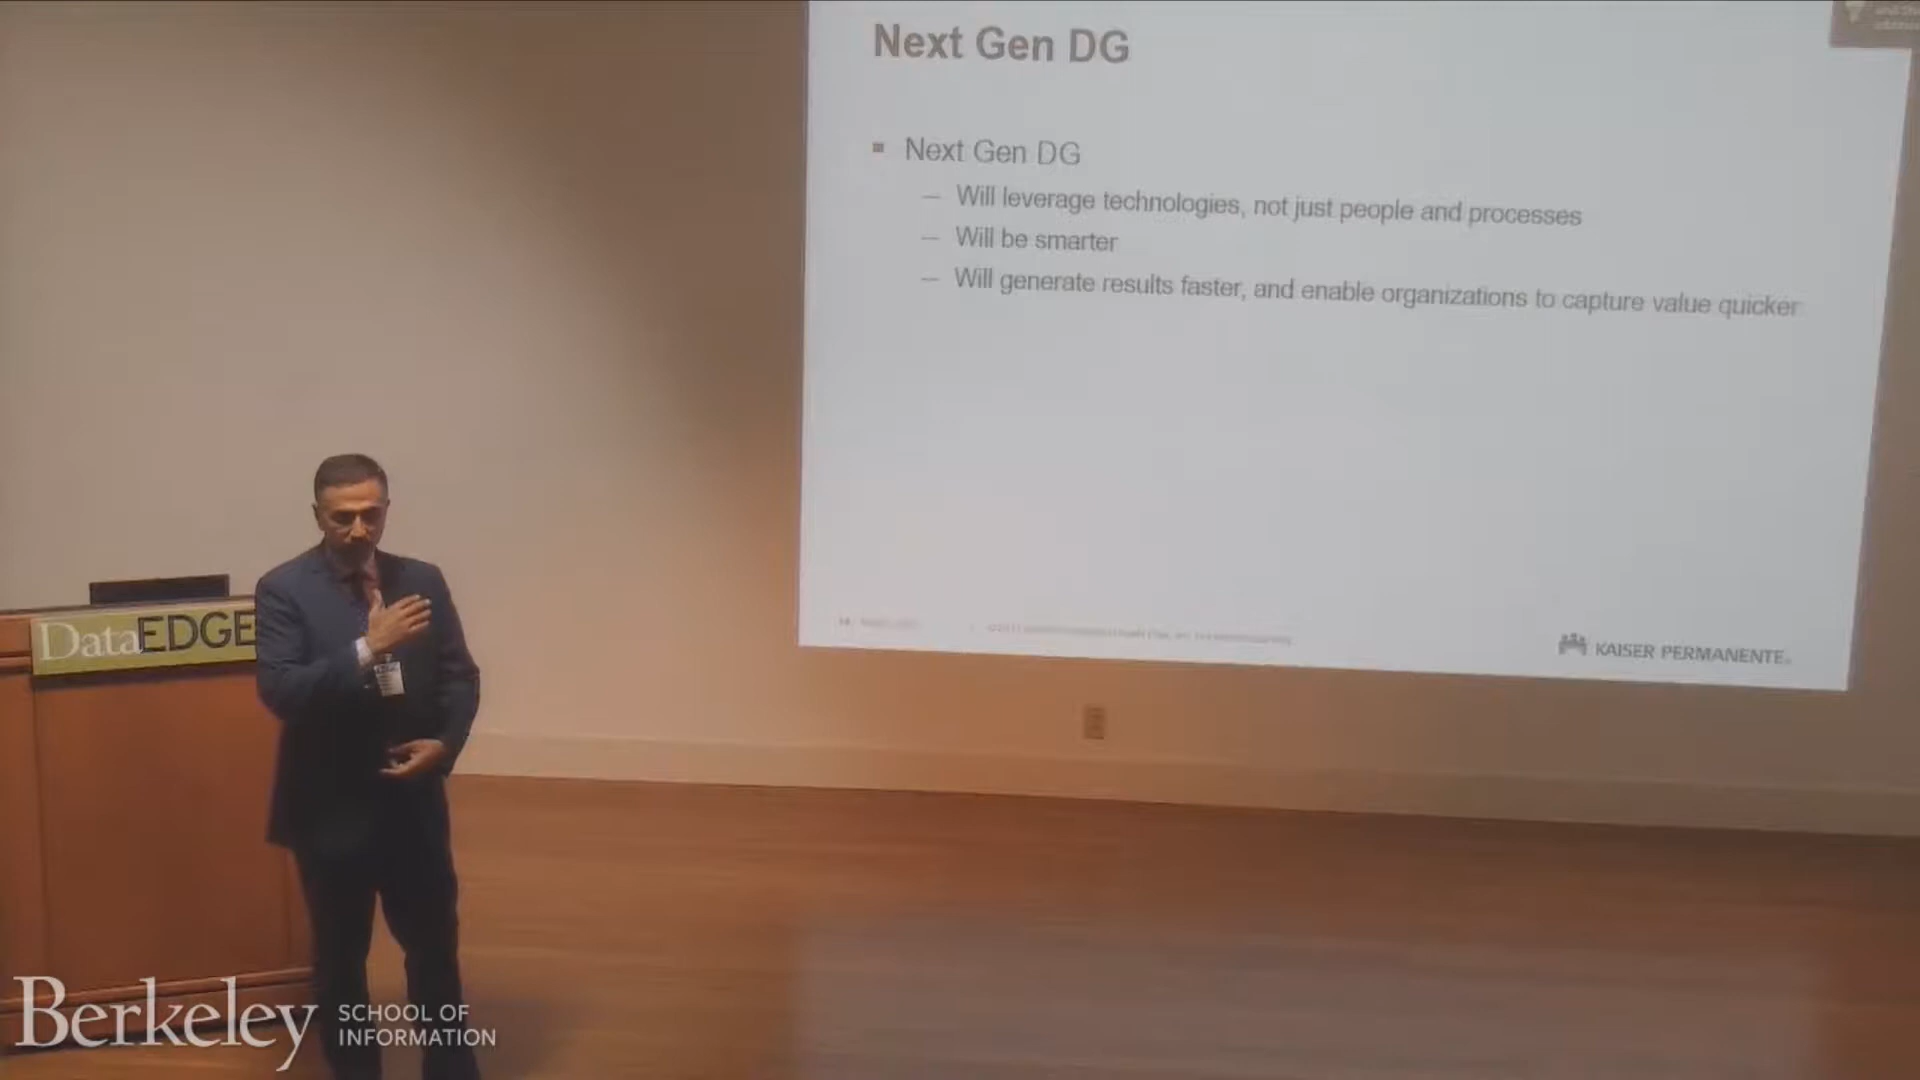 Next Gen DG
Next Gen DG
Will leverage technologies, not just people and processes
Will be smarter
Will generate results faster, and enable organizations to capture value quicker
KAISER PERMANENTE
DataEDGE
Berkeley
SCHOOL OF
INFORMATION